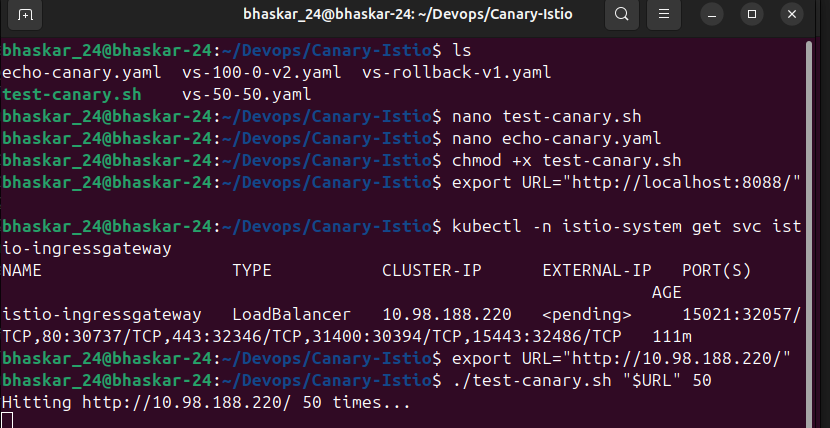 bhaskar_24@bhaskar-24: ~/Devops/Canary-Istio
bhaskar_24@bhaskar-24:~/Devops/Canary-Istio$ ls
echo-canary.yaml  vs-100-0-v2.yaml  vs-rollback-v1.yaml
test-canary.sh    vs-50-50.yaml
bhaskar_24@bhaskar-24:~/Devops/Canary-Istio$ nano test-canary.sh
bhaskar_24@bhaskar-24:~/Devops/Canary-Istio$ nano echo-canary.yaml
bhaskar_24@bhaskar-24:~/Devops/Canary-Istio$ chmod +x test-canary.sh
bhaskar_24@bhaskar-24:~/Devops/Canary-Istio$ export URL="http://localhost:8088/"
bhaskar_24@bhaskar-24:~/Devops/Canary-Istio$ kubectl -n istio-system get svc ist
io-ingressgateway
NAME                   TYPE           CLUSTER-IP      EXTERNAL-IP   PORT(S)
                                                                 AGE
istio-ingressgateway   LoadBalancer   10.98.188.220   <pending>     15021:32057/
TCP,80:30737/TCP,443:32346/TCP,31400:30394/TCP,15443:32486/TCP   111m
bhaskar_24@bhaskar-24:~/Devops/Canary-Istio$ export URL="http://10.98.188.220/"
bhaskar_24@bhaskar-24:~/Devops/Canary-Istio$ ./test-canary.sh "$URL" 50
Hitting http://10.98.188.220/ 50 times...